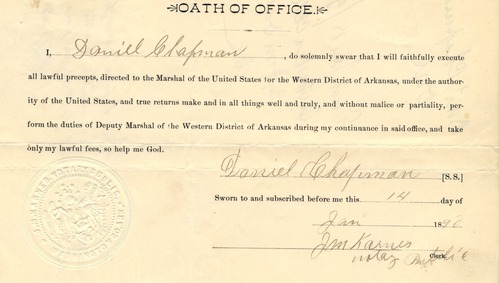 OATH OF OFFICE.
I, Daniel Chapman, do solemnly swear that I will faithfully execute
all lawful precepts, directed to the Marshal of the United States for the Western District of Arkansas, under the author-
ity of the United States, and true returns make and in all things well and truly, and without malice or partiality, per-
form the duties of Deputy Marshal of the Western District of Arkansas during my continuance in said office, and take
only my lawful fees, so help me God.
Daniel Chapman [S.S.]
Sworn to and subscribed before me this 14 day of
Jan 1890
J M Karnes
Clerk
notary Public